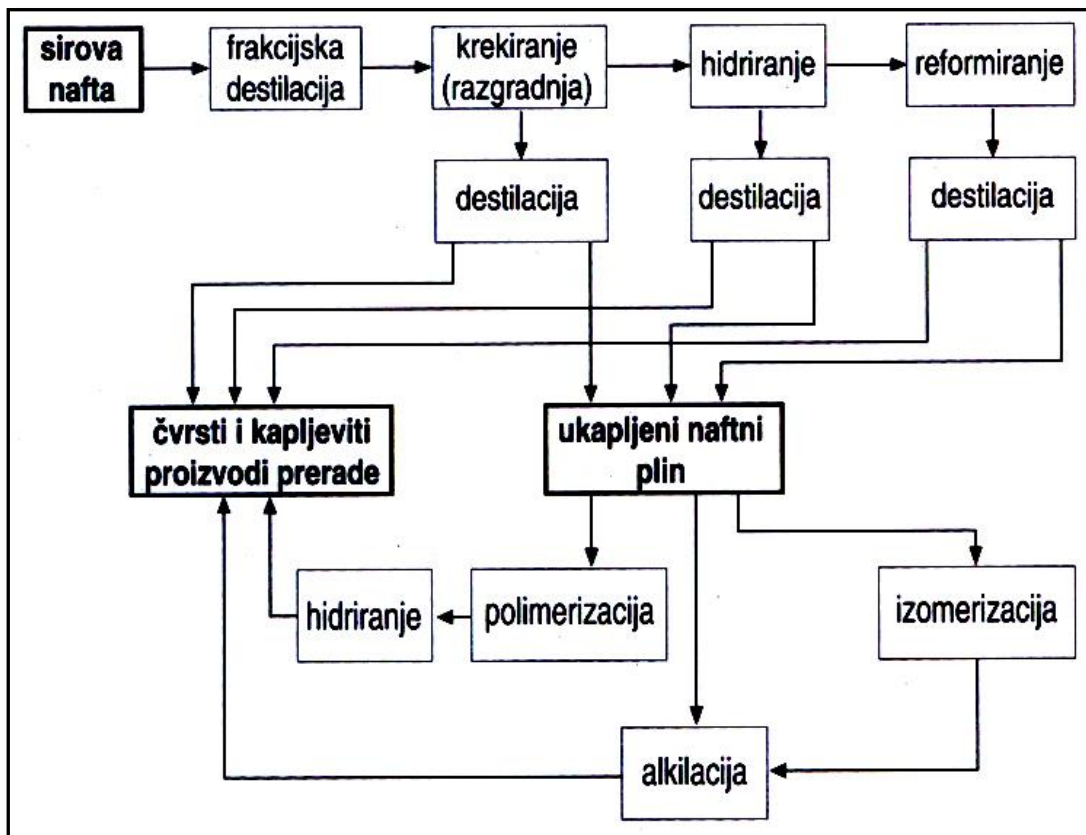 sirova
nafta
frakcijska
destilacija
krekiranje
(razgradnja)
hidriranje
reformiranje
destilacija
destilacija
destilacija
čvrsti i kapljeviti
proizvodi prerade
ukapljeni naftni
plin
hidriranje
polimerizacija
izomerizacija
alkilacija